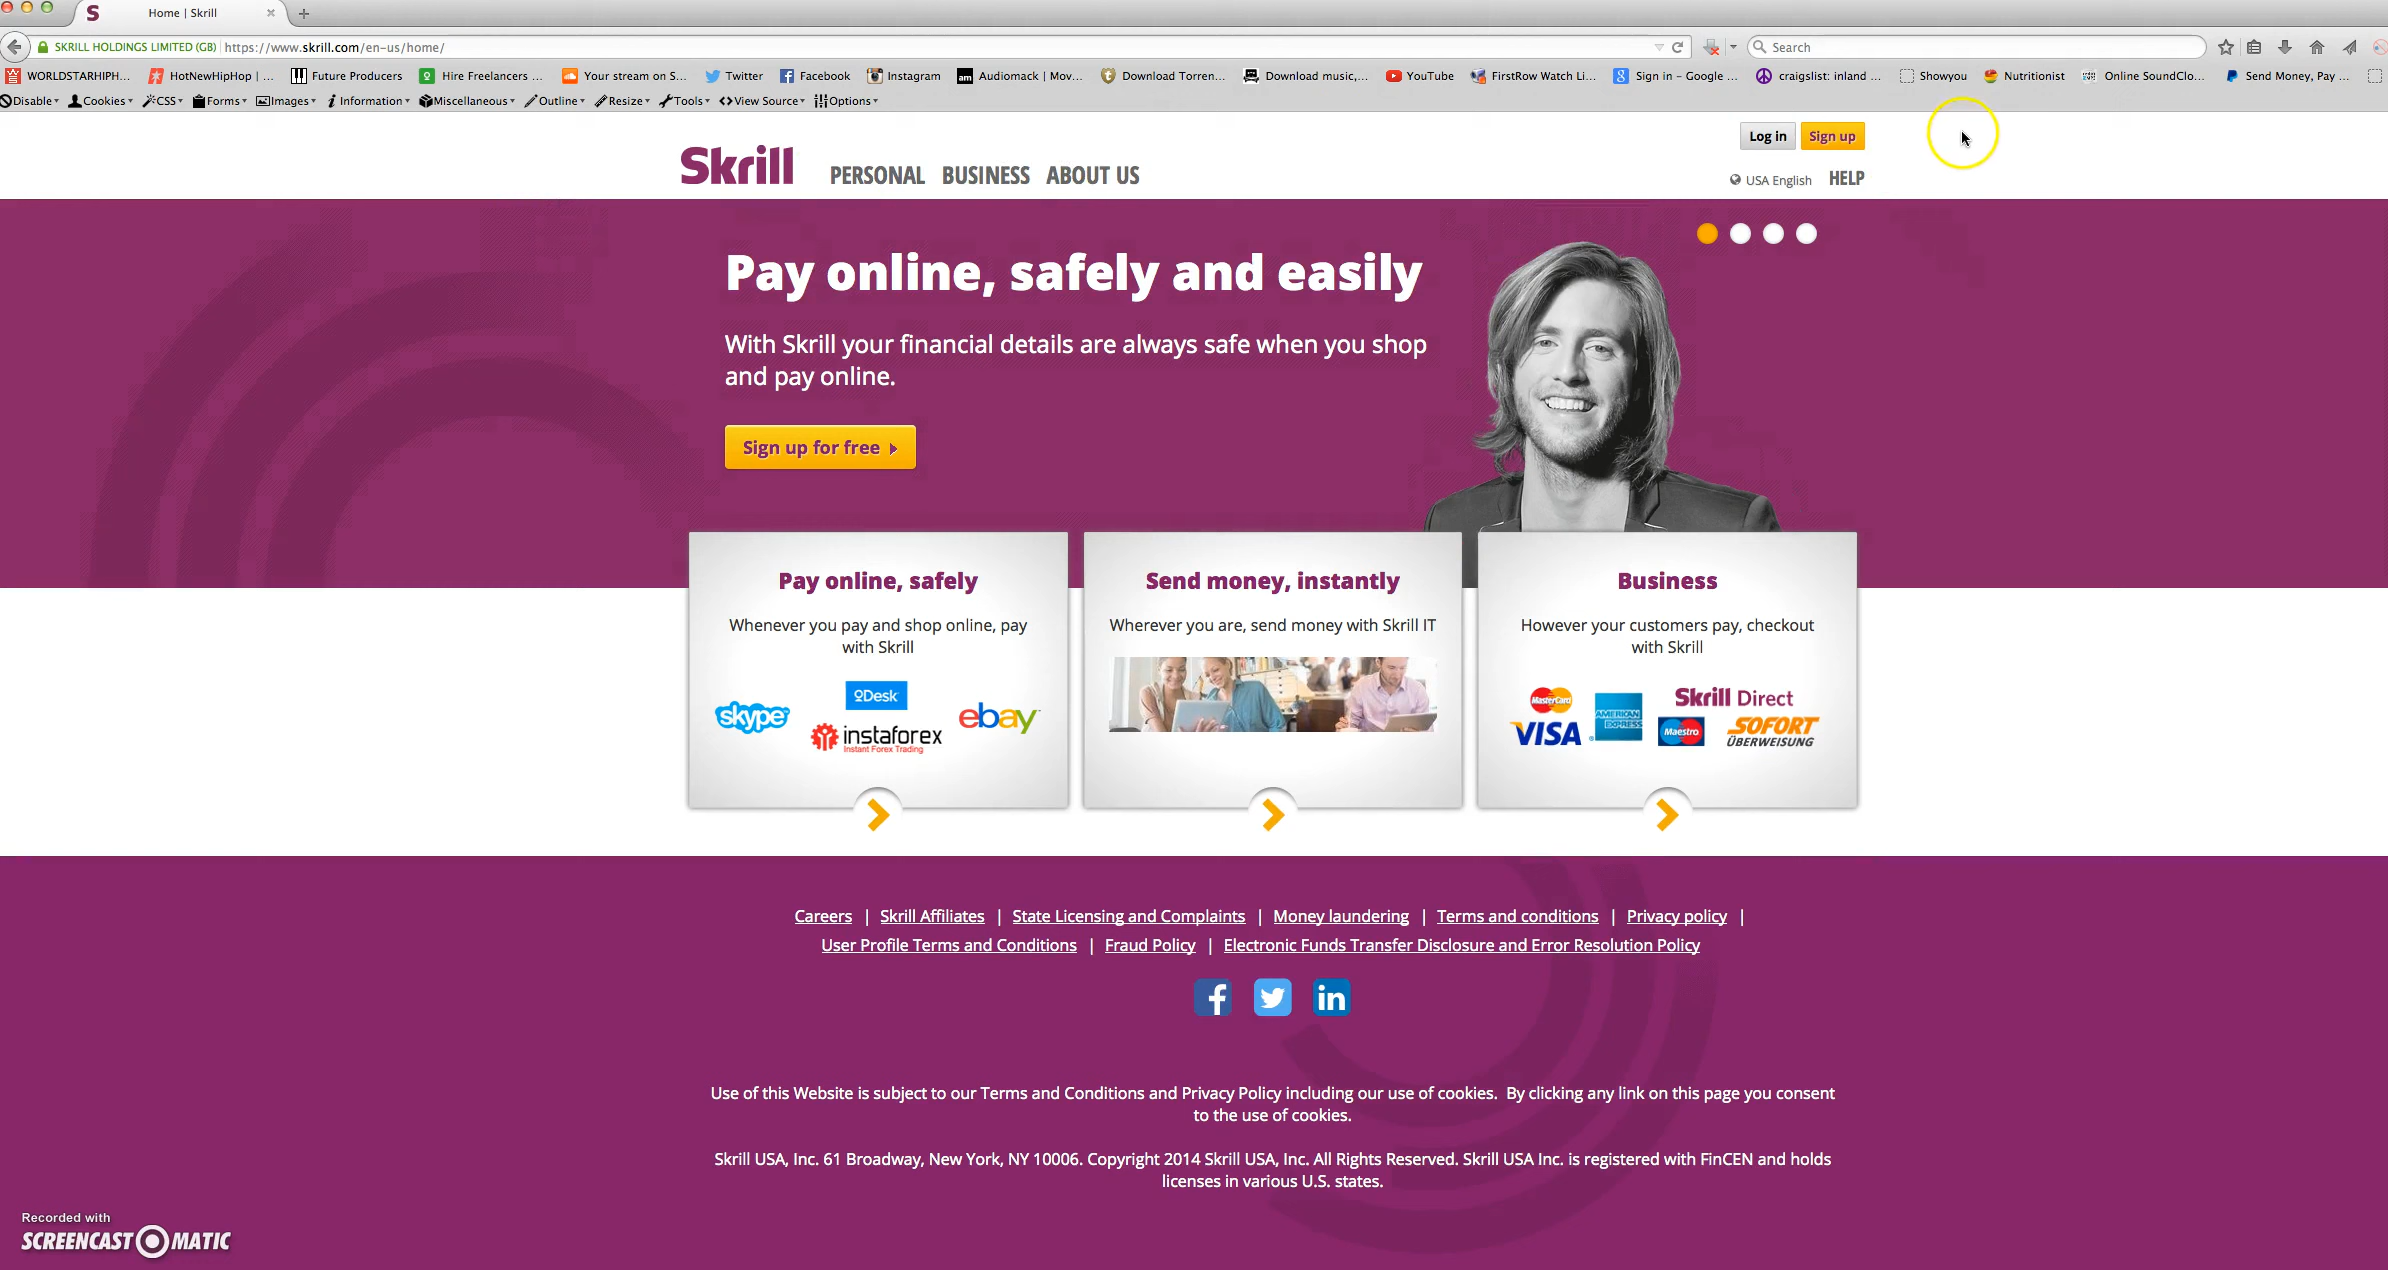 Home | Skrill
SKRILL HOLDINGS LIMITED (GB) https://www.skrill.com/en-us/home/
Search
WORLDSTARHIPH... HotNewHipHop | ... Future Producers Hire Freelancers ... Your stream on S... Twitter Facebook Instagram Audiomack | Mov... Download Torren... Download music,... YouTube FirstRow Watch Li... Sign in - Google ... craigslist: inland ... Showyou Nutritionist Online SoundClo... Send Money, Pay ...
Disable Cookies CSS Forms Images Information Miscellaneous Outline Resize Tools View Source Options
Log in Sign up
Skrill PERSONAL BUSINESS ABOUT US
USA English HELP
Pay online, safely and easily
With Skrill your financial details are always safe when you shop
and pay online.
Sign up for free
Pay online, safely
Whenever you pay and shop online, pay
with Skrill
skype
oDesk
instaforex
Instant Forex Trading
ebay
Send money, instantly
Wherever you are, send money with Skrill IT
Business
However your customers pay, checkout
with Skrill
MasterCard
VISA
AMERICAN EXPRESS
Skrill Direct
Maestro
SOFORT
ÜBERWEISUNG
Careers | Skrill Affiliates | State Licensing and Complaints | Money laundering | Terms and conditions | Privacy policy |
User Profile Terms and Conditions | Fraud Policy | Electronic Funds Transfer Disclosure and Error Resolution Policy
Use of this Website is subject to our Terms and Conditions and Privacy Policy including our use of cookies. By clicking any link on this page you consent
to the use of cookies.
Skrill USA, Inc. 61 Broadway, New York, NY 10006. Copyright 2014 Skrill USA, Inc. All Rights Reserved. Skrill USA Inc. is registered with FinCEN and holds
licenses in various U.S. states.
Recorded with
SCREENCAST O MATIC